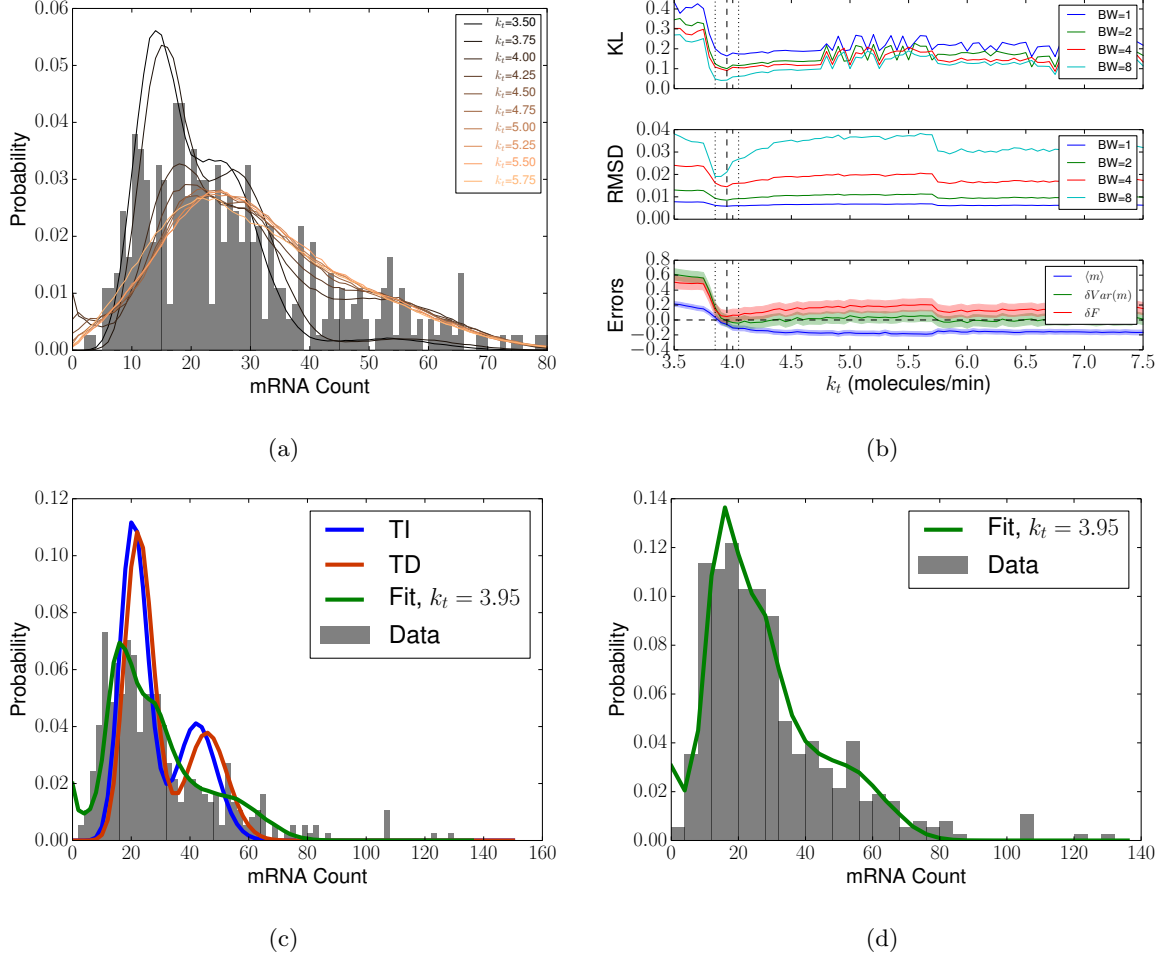 0.06
0.05
0.04
0.03
0.02
0.01
0.00
0 10 20 30 40 50 60 70 80
Probability
mRNA Count
k_t=3.50
k_t=3.75
k_t=4.00
k_t=4.25
k_t=4.50
k_t=4.75
k_t=5.00
k_t=5.25
k_t=5.50
k_t=5.75
(a)
KL
0.4
0.3
0.2
0.1
0.0
BW=1
BW=2
BW=4
BW=8
RMSD
0.04
0.03
0.02
0.01
0.00
BW=1
BW=2
BW=4
BW=8
Errors
0.8
0.6
0.4
0.2
0.0
−0.2
−0.4
⟨m⟩
δVar(m)
δF
3.5 4.0 4.5 5.0 5.5 6.0 6.5 7.0 7.5
k_t (molecules/min)
(b)
0.12
0.10
0.08
0.06
0.04
0.02
0.00
0 20 40 60 80 100 120 140 160
Probability
mRNA Count
TI
TD
Fit, k_t = 3.95
Data
(c)
0.14
0.12
0.10
0.08
0.06
0.04
0.02
0.00
0 20 40 60 80 100 120 140
Probability
mRNA Count
Fit, k_t = 3.95
Data
(d)